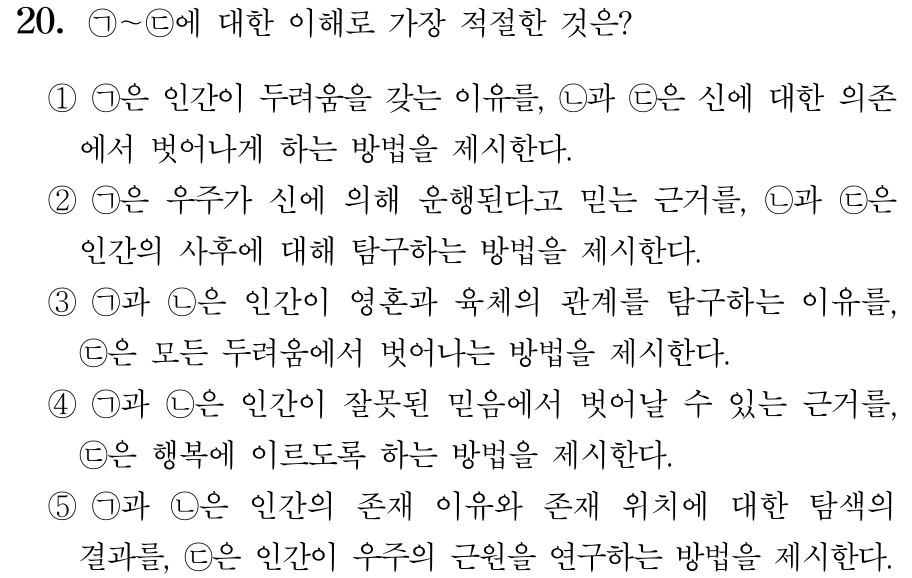 20. ㉠～㉢에 대한 이해로 가장 적절한 것은?
① ㉠은 인간이 두려움을 갖는 이유를, ㉡과 ㉢은 신에 대한 의존
에서 벗어나게 하는 방법을 제시한다.
② ㉠은 우주가 신에 의해 운행된다고 믿는 근거를, ㉡과 ㉢은
인간의 사후에 대해 탐구하는 방법을 제시한다.
③ ㉠과 ㉡은 인간이 영혼과 육체의 관계를 탐구하는 이유를,
㉢은 모든 두려움에서 벗어나는 방법을 제시한다.
④ ㉠과 ㉡은 인간이 잘못된 믿음에서 벗어날 수 있는 근거를,
㉢은 행복에 이르도록 하는 방법을 제시한다.
⑤ ㉠과 ㉡은 인간의 존재 이유와 존재 위치에 대한 탐색의
결과를, ㉢은 인간이 우주의 근원을 연구하는 방법을 제시한다.